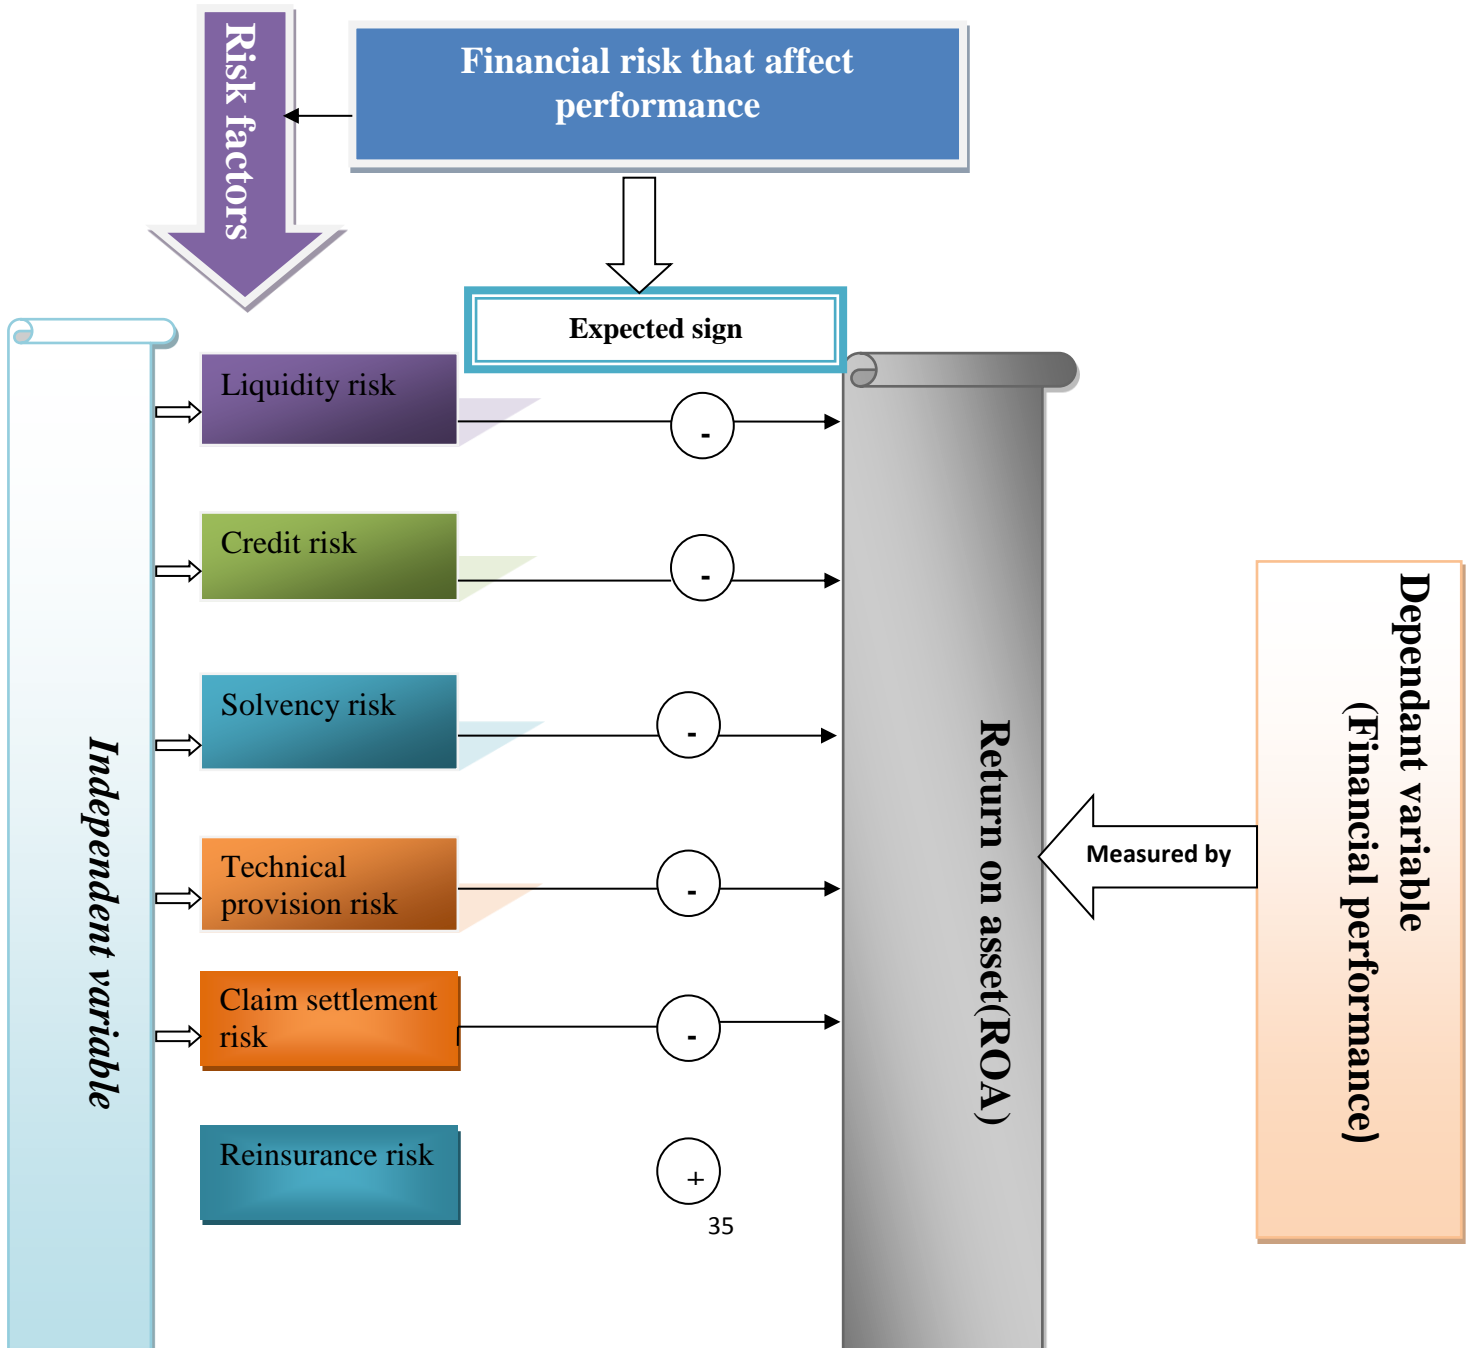 Risk factors
Financial risk that affect
performance
Expected sign
Liquidity risk
-
Credit risk
-
Solvency risk
-
Technical
provision risk
-
Claim settlement
risk
-
Reinsurance risk
+
Independent variable
Return on asset(ROA)
Measured by
Dependant variable
(Financial performance)
35